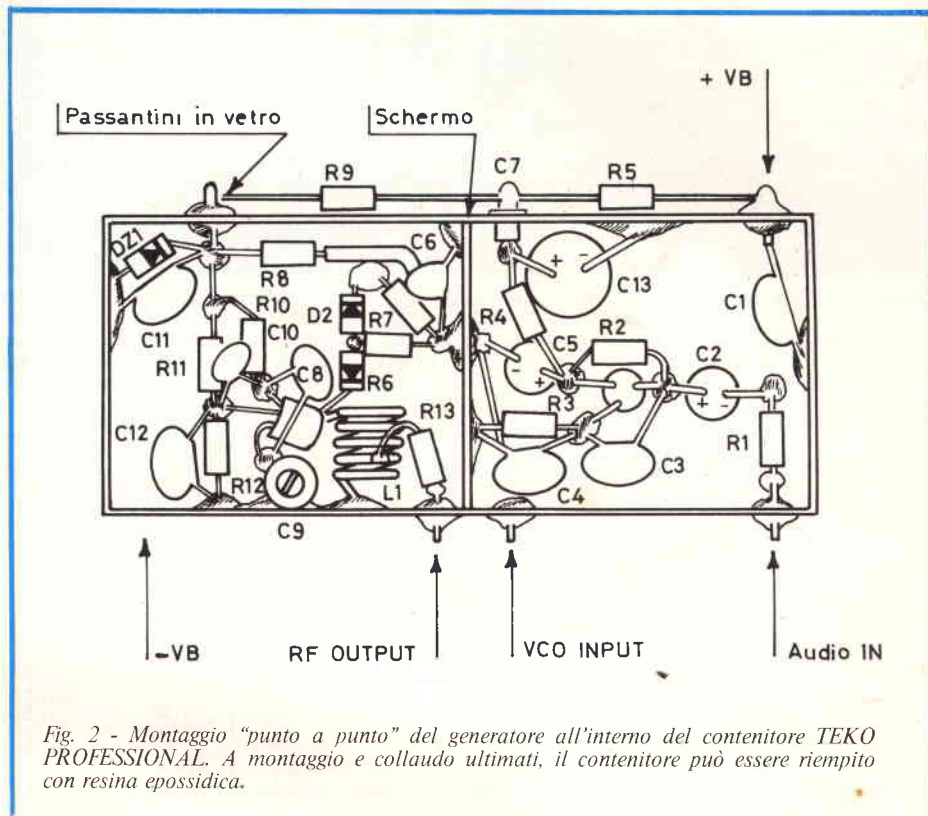 + VB
Passantini in vetro
Schermo
R9
C7
R5
DZ1
C6
R8
+ -
C13
C1
D2
R7
R10
C10
C11
R4
C5
R2
C2
R11
C8
R6
- +
R3
+ -
R1
C12
R13
C3
R12
L1
C4
C9
-VB
RF OUTPUT
VCO INPUT
Audio IN
Fig. 2 - Montaggio "punto a punto" del generatore all'interno del contenitore TEKO
PROFESSIONAL. A montaggio e collaudo ultimati, il contenitore può essere riempito
con resina epossidica.